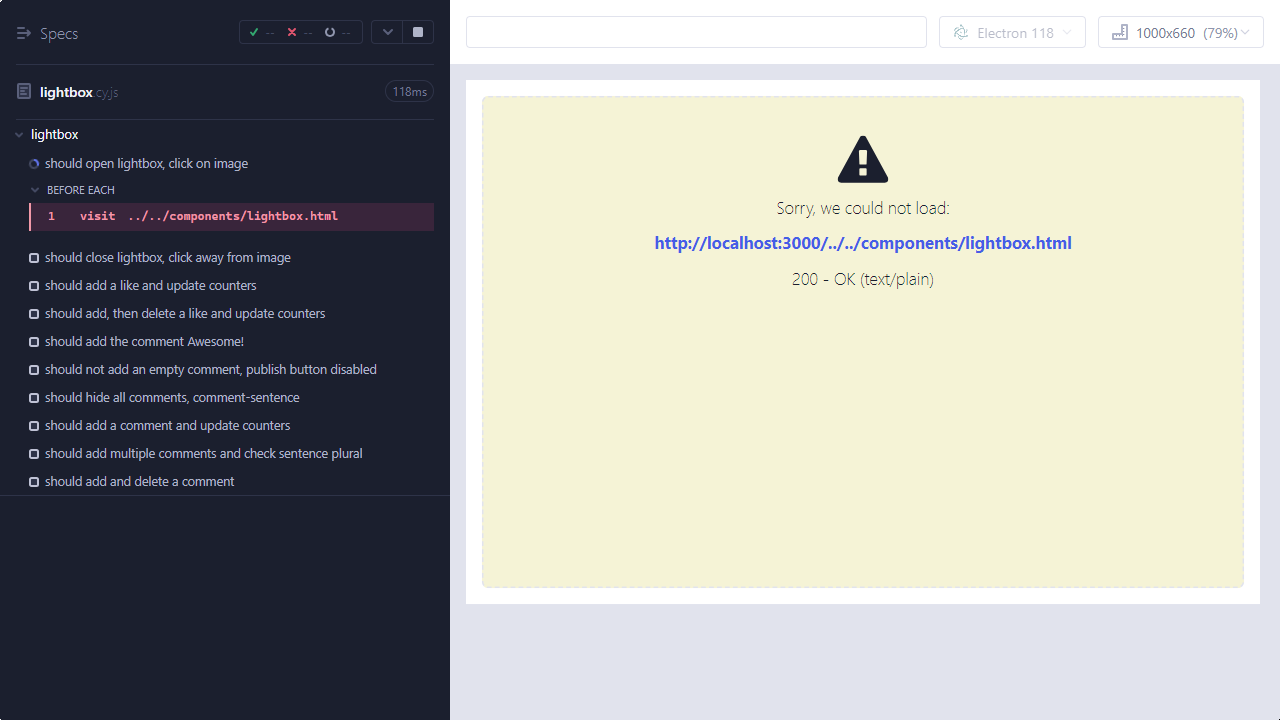 Specs
-- -- --
lightbox.cy.js
118ms
lightbox
should open lightbox, click on image
BEFORE EACH
1 visit ../../components/lightbox.html
should close lightbox, click away from image
should add a like and update counters
should add, then delete a like and update counters
should add the comment Awesome!
should not add an empty comment, publish button disabled
should hide all comments, comment-sentence
should add a comment and update counters
should add multiple comments and check sentence plural
should add and delete a comment
Electron 118
1000x660 (79%)
Sorry, we could not load:
http://localhost:3000/../../components/lightbox.html
200 - OK (text/plain)